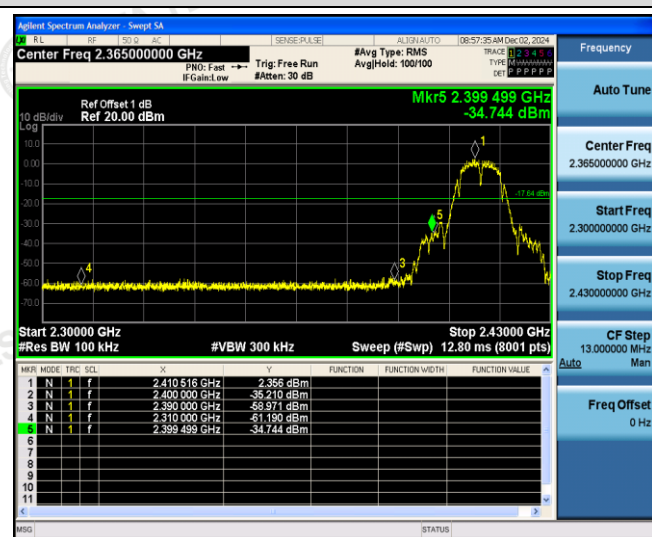 Agilent Spectrum Analyzer - Swept SA
RL RF 50 Ω AC SENSE:PULSE ALIGNAUTO 08:57:35 AM Dec 02, 2024
Center Freq 2.365000000 GHz
PNO: Fast
IFGain:Low
Trig: Free Run
#Atten: 30 dB
#Avg Type: RMS
Avg|Hold: 100/100
TRACE 1 2 3 4 5 6
TYPE M
DET P P P P P P
Ref Offset 1 dB
Ref 20.00 dBm
10 dB/div
Log
Mkr5 2.399 499 GHz
-34.744 dBm
10.0
0.00
-10.0
-20.0
-30.0
-40.0
-50.0
-60.0
-70.0
1
-17.64 dBm
5
3
4
Start 2.30000 GHz
Stop 2.43000 GHz
#Res BW 100 kHz
#VBW 300 kHz
Sweep (#Swp) 12.80 ms (8001 pts)
MKR MODE TRC SCL X Y FUNCTION FUNCTION WIDTH FUNCTION VALUE
1 N 1 f 2.410 516 GHz 2.356 dBm
2 N 1 f 2.400 000 GHz -35.210 dBm
3 N 1 f 2.390 000 GHz -58.971 dBm
4 N 1 f 2.310 000 GHz -61.190 dBm
5 N 1 f 2.399 499 GHz -34.744 dBm
6
7
8
9
10
11
MSG
STATUS
Frequency
Auto Tune
Center Freq
2.365000000 GHz
Start Freq
2.300000000 GHz
Stop Freq
2.430000000 GHz
CF Step
13.000000 MHz
Auto Man
Freq Offset
0 Hz